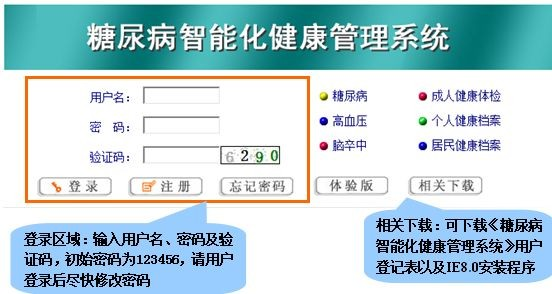 糖尿病智能化健康管理系统
用户名：
密 码：
验证码： 6290
登录 注册 忘记密码
糖尿病 成人健康体检
高血压 个人健康档案
脑卒中 居民健康档案
体验版 相关下载
登录区域：输入用户名、密码及验
证码，初始密码为123456，请用户
登录后尽快修改密码
相关下载：可下载《糖尿病
智能化健康管理系统》用户
登记表以及IE8.0安装程序